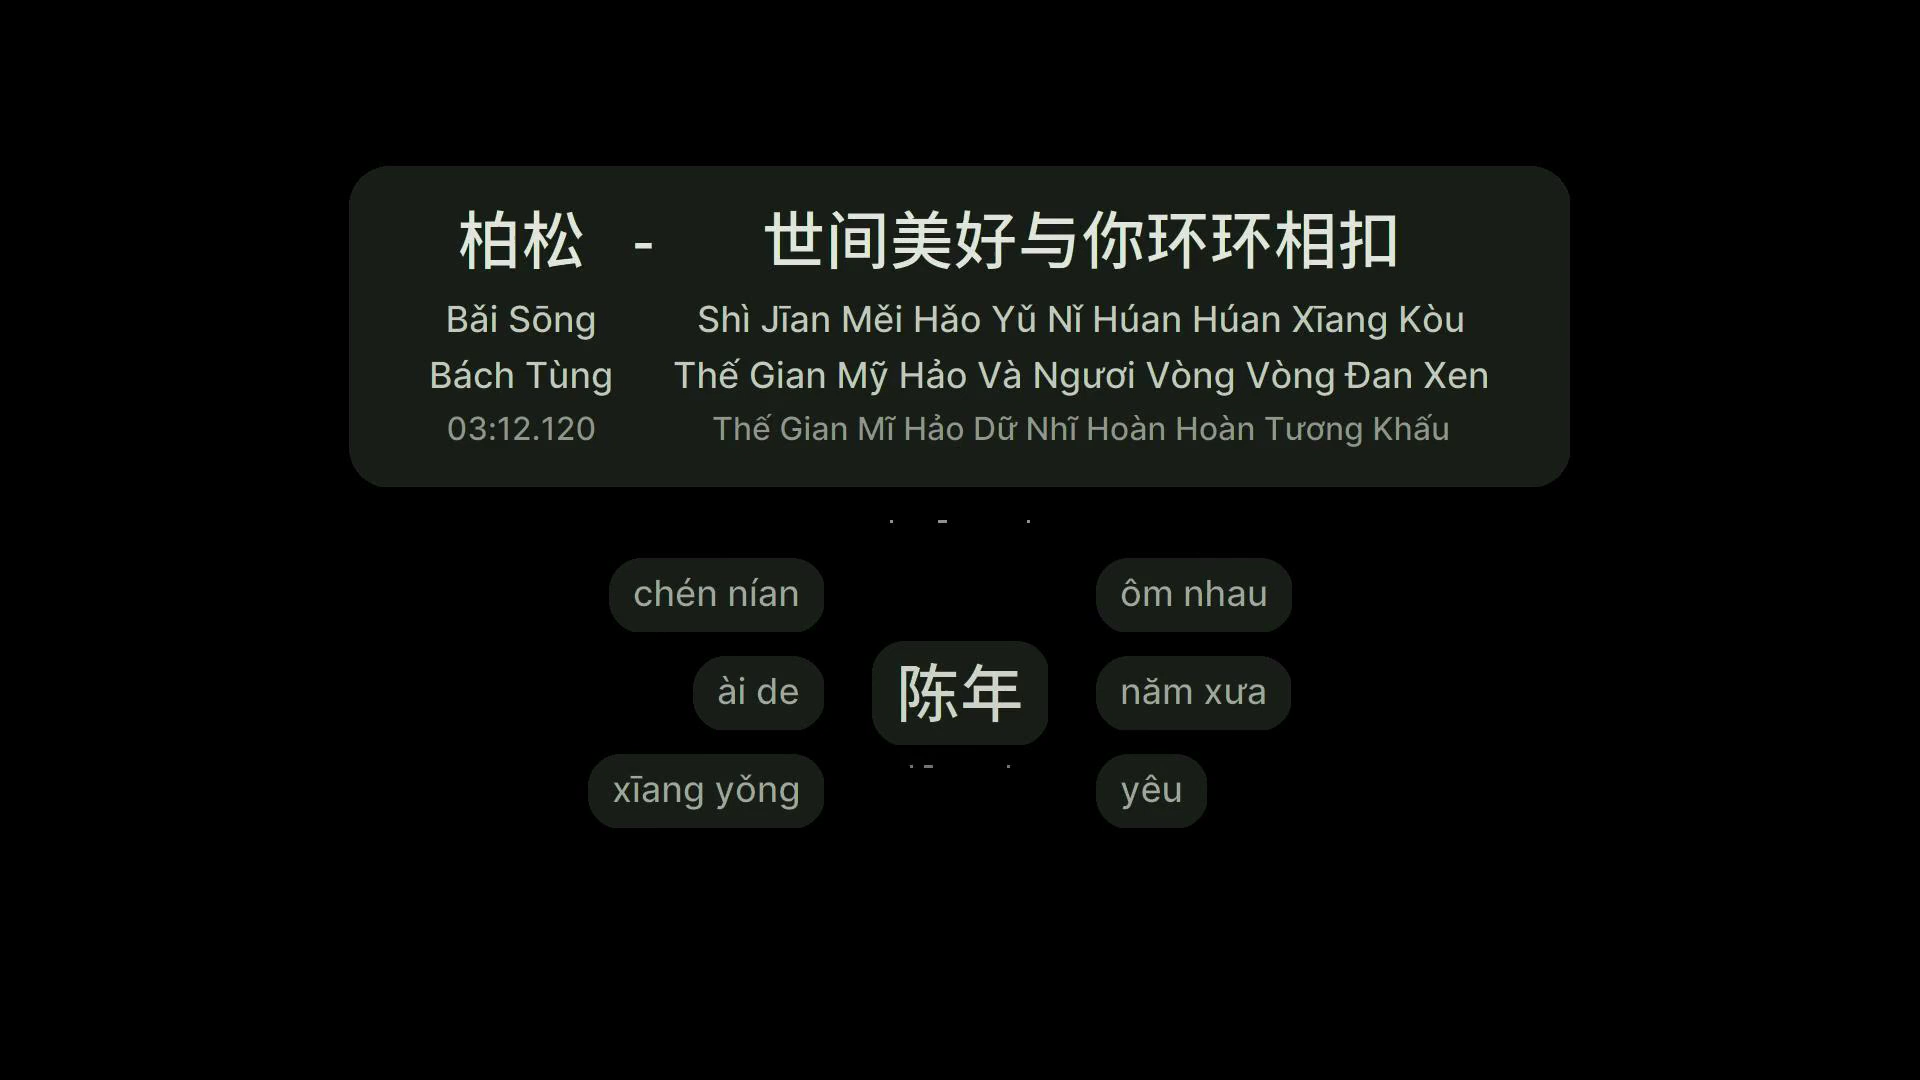 柏松 - 世间美好与你环环相扣
Bǎi Sōng Shì Jīan Měi Hǎo Yǔ Nǐ Húan Húan Xīang Kòu
Bách Tùng Thế Gian Mỹ Hảo Và Ngươi Vòng Vòng Đan Xen
03:12.120 Thế Gian Mĩ Hảo Dữ Nhĩ Hoàn Hoàn Tương Khấu
chén nían
ôm nhau
ài de
陈年
năm xưa
xīang yǒng
yêu